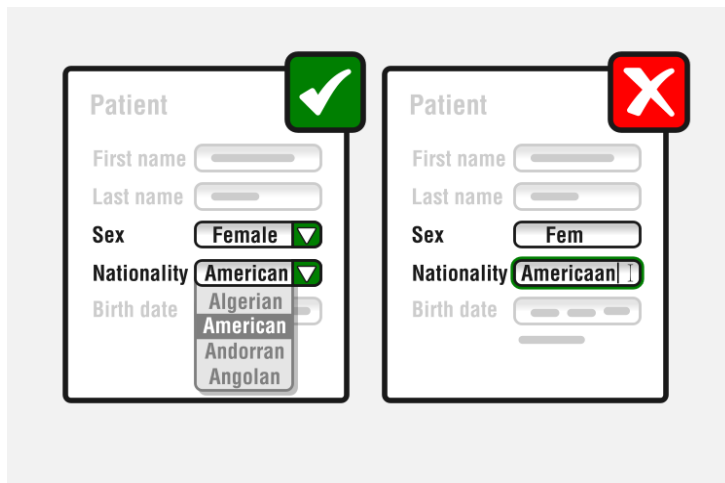 Patient
First name
Last name
Sex Female
Nationality American
Birth date
Algerian
American
Andorran
Angolan
Patient
First name
Last name
Sex Fem
Nationality Americaan
Birth date